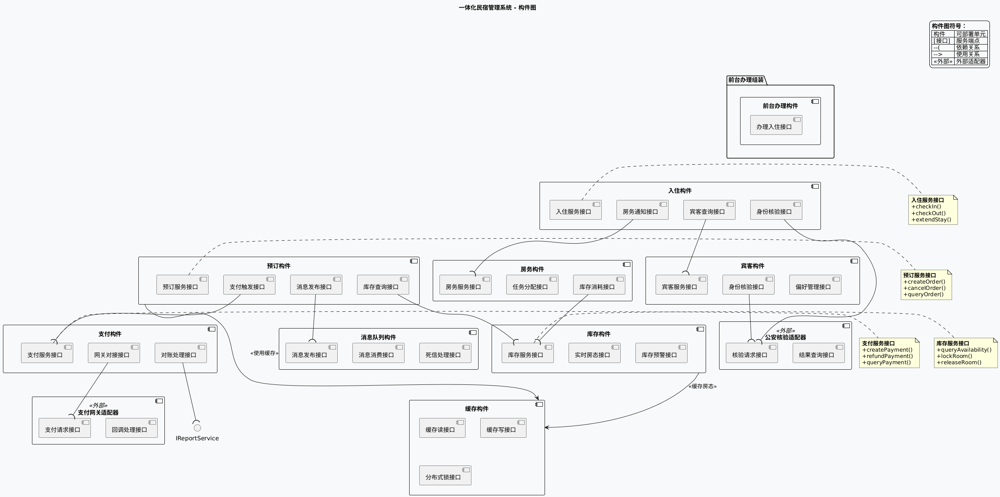 一体化民宿管理系统 - 构件图
构件图符号：
构件 可部署单元
[接口] 服务端点
--( 依赖关系
--> 使用关系
«外部» 外部适配器
前台办理组装
前台办理构件
办理入住接口
入住构件
入住服务接口
房务通知接口
宾客查询接口
身份核验接口
入住服务接口
+checkIn()
+checkOut()
+extendStay()
预订构件
预订服务接口
支付触发接口
消息发布接口
库存查询接口
房务构件
房务服务接口
任务分配接口
库存消耗接口
宾客构件
宾客服务接口
身份核验接口
偏好管理接口
预订服务接口
+createOrder()
+cancelOrder()
+queryOrder()
支付构件
支付服务接口
网关对接接口
对账处理接口
«使用缓存»
消息队列构件
消息发布接口
消息消费接口
死信处理接口
库存构件
库存服务接口
实时房态接口
库存预警接口
«外部»
公安核验适配器
核验请求接口
结果查询接口
支付服务接口
+createPayment()
+refundPayment()
+queryPayment()
库存服务接口
+queryAvailability()
+lockRoom()
+releaseRoom()
«缓存房态»
«外部»
支付网关适配器
支付请求接口
回调处理接口
IReportService
缓存构件
缓存读接口
缓存写接口
分布式锁接口